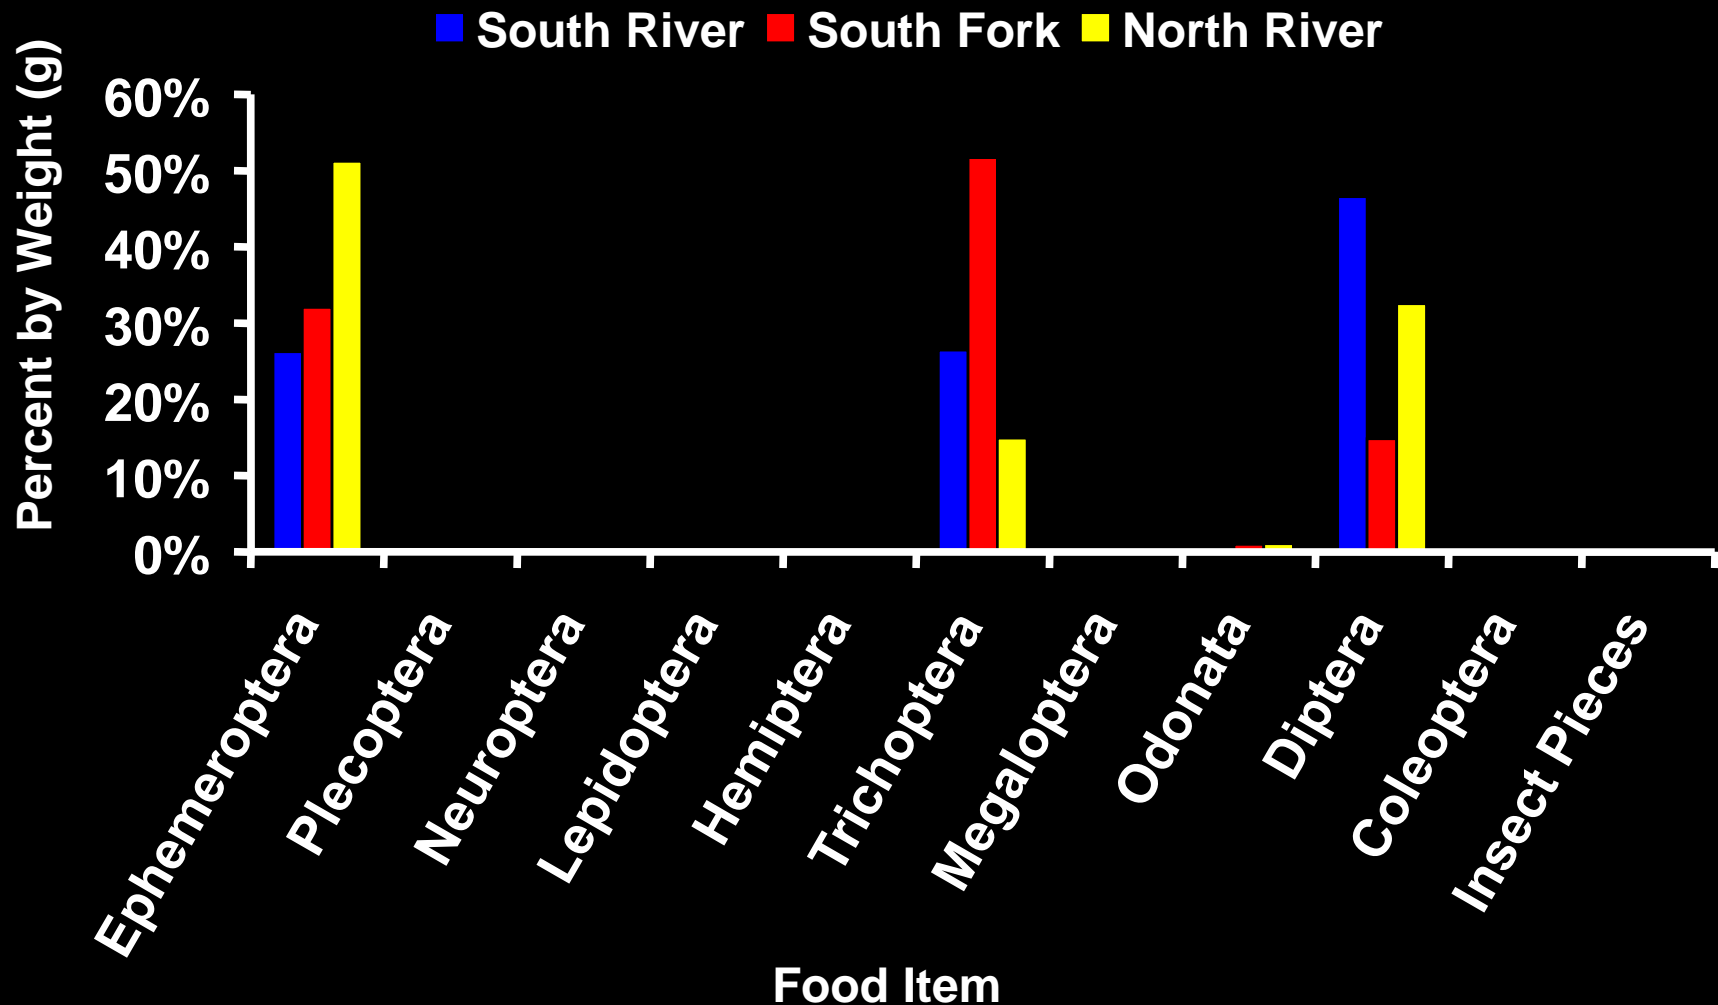 South River South Fork North River
Percent by Weight (g)
60%
50%
40%
30%
20%
10%
0%
Ephemeroptera
Plecoptera
Neuroptera
Lepidoptera
Hemiptera
Trichoptera
Megaloptera
Odonata
Diptera
Coleoptera
Insect Pieces
Food Item